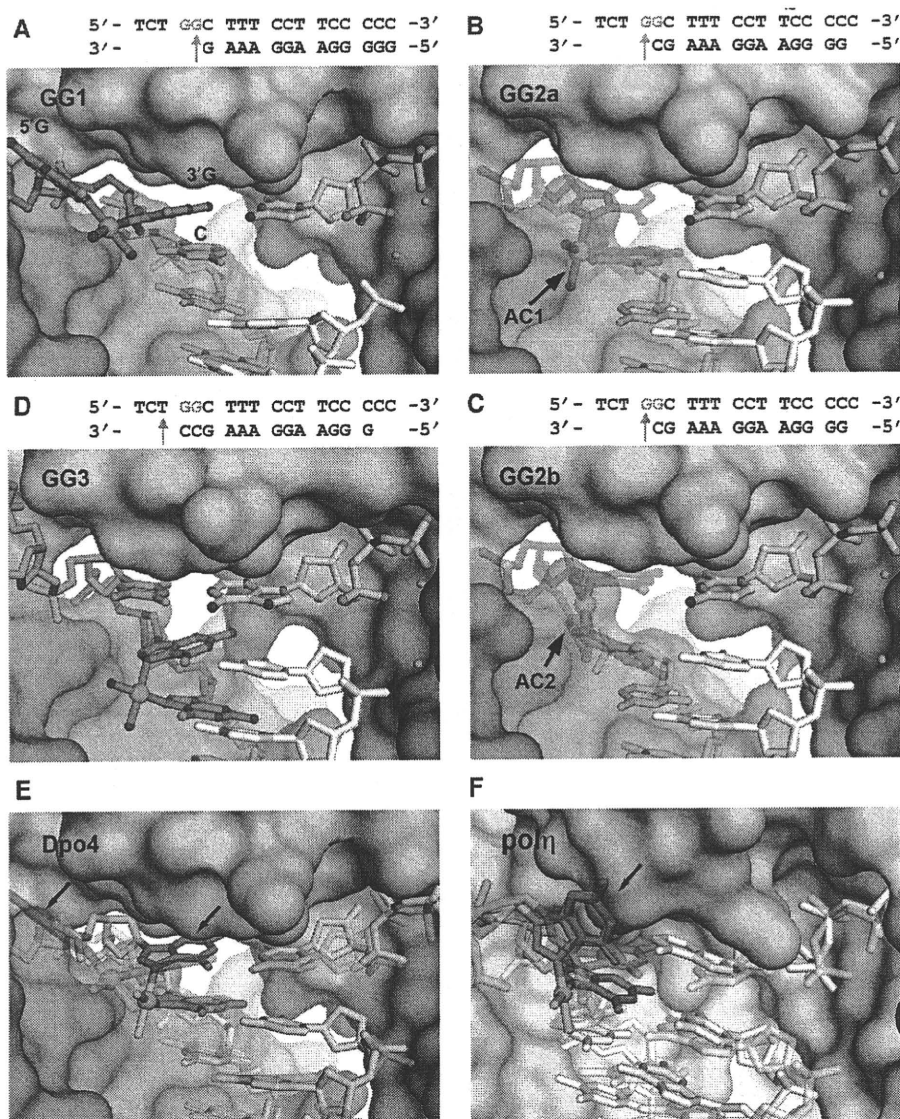 A
5′- TCT GGC TTT CCT TCC CCC -3′
3′- G AAA GGA AGG GGG -5′
GG1
5′G
3′G
C
B
5′- TCT GGC TTT CCT TCC CCC -3′
3′- CG AAA GGA AGG GG -5′
GG2a
AC1
D
5′- TCT GGC TTT CCT TCC CCC -3′
3′- CCG AAA GGA AGG G -5′
GG3
C
5′- TCT GGC TTT CCT TCC CCC -3′
3′- CG AAA GGA AGG GG -5′
GG2b
AC2
E
Dpo4
F
polη